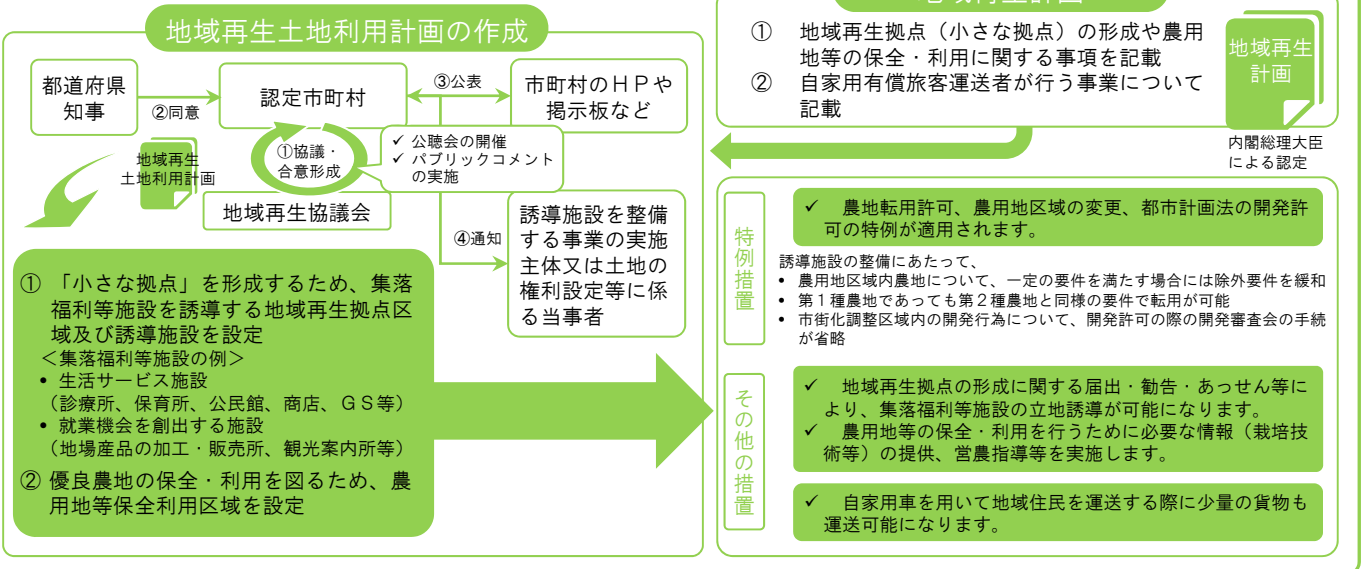 地域再生土地利用計画の作成
都道府県
知事
②同意
認定市町村
③公表
市町村のHPや
掲示板など
①協議・
合意形成
✓ 公聴会の開催
✓ パブリックコメント
の実施
地域再生
土地利用計画
地域再生協議会
④通知
誘導施設を整備
する事業の実施
主体又は土地の
権利設定等に係
る当事者
① 「小さな拠点」を形成するため、集落
福利等施設を誘導する地域再生拠点区
域及び誘導施設を設定
<集落福利等施設の例>
• 生活サービス施設
(診療所、保育所、公民館、商店、GS等)
• 就業機会を創出する施設
(地場産品の加工・販売所、観光案内所等)
② 優良農地の保全・利用を図るため、農
用地等保全利用区域を設定
① 地域再生拠点(小さな拠点)の形成や農用
地等の保全・利用に関する事項を記載
② 自家用有償旅客運送者が行う事業について
記載
地域再生
計画
内閣総理大臣
による認定
特例措置
✓ 農地転用許可、農用地区域の変更、都市計画法の開発許
可の特例が適用されます。
誘導施設の整備にあたって、
• 農用地区域内農地について、一定の要件を満たす場合には除外要件を緩和
• 第1種農地であっても第2種農地と同様の要件で転用が可能
• 市街化調整区域内の開発行為について、開発許可の際の開発審査会の手続
が省略
その他の措置
✓ 地域再生拠点の形成に関する届出・勧告・あっせん等に
より、集落福利等施設の立地誘導が可能になります。
✓ 農用地等の保全・利用を行うために必要な情報(栽培技
術等)の提供、営農指導等を実施します。
✓ 自家用車を用いて地域住民を運送する際に少量の貨物も
運送可能になります。